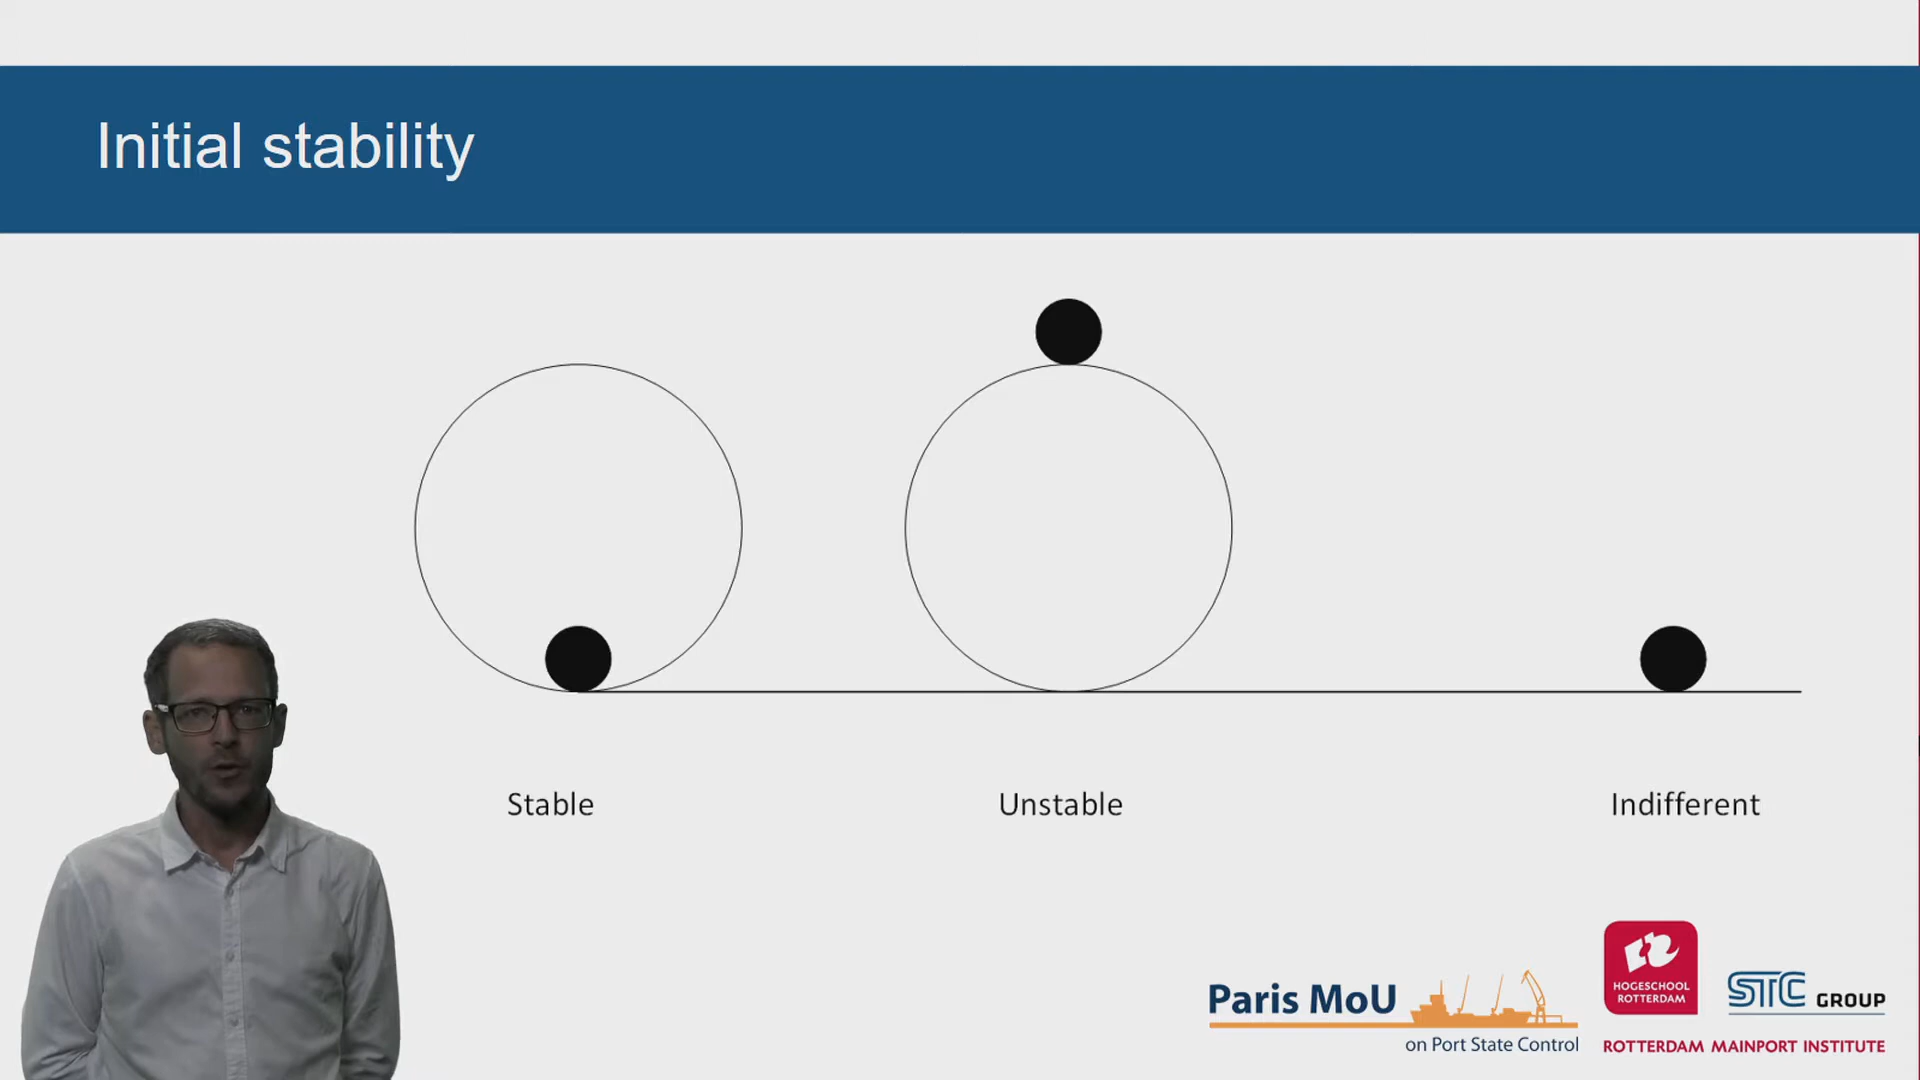 Initial stability
Stable
Unstable
Indifferent
Paris MoU
on Port State Control
HOGESCHOOL
ROTTERDAM
STC GROUP
ROTTERDAM MAINPORT INSTITUTE